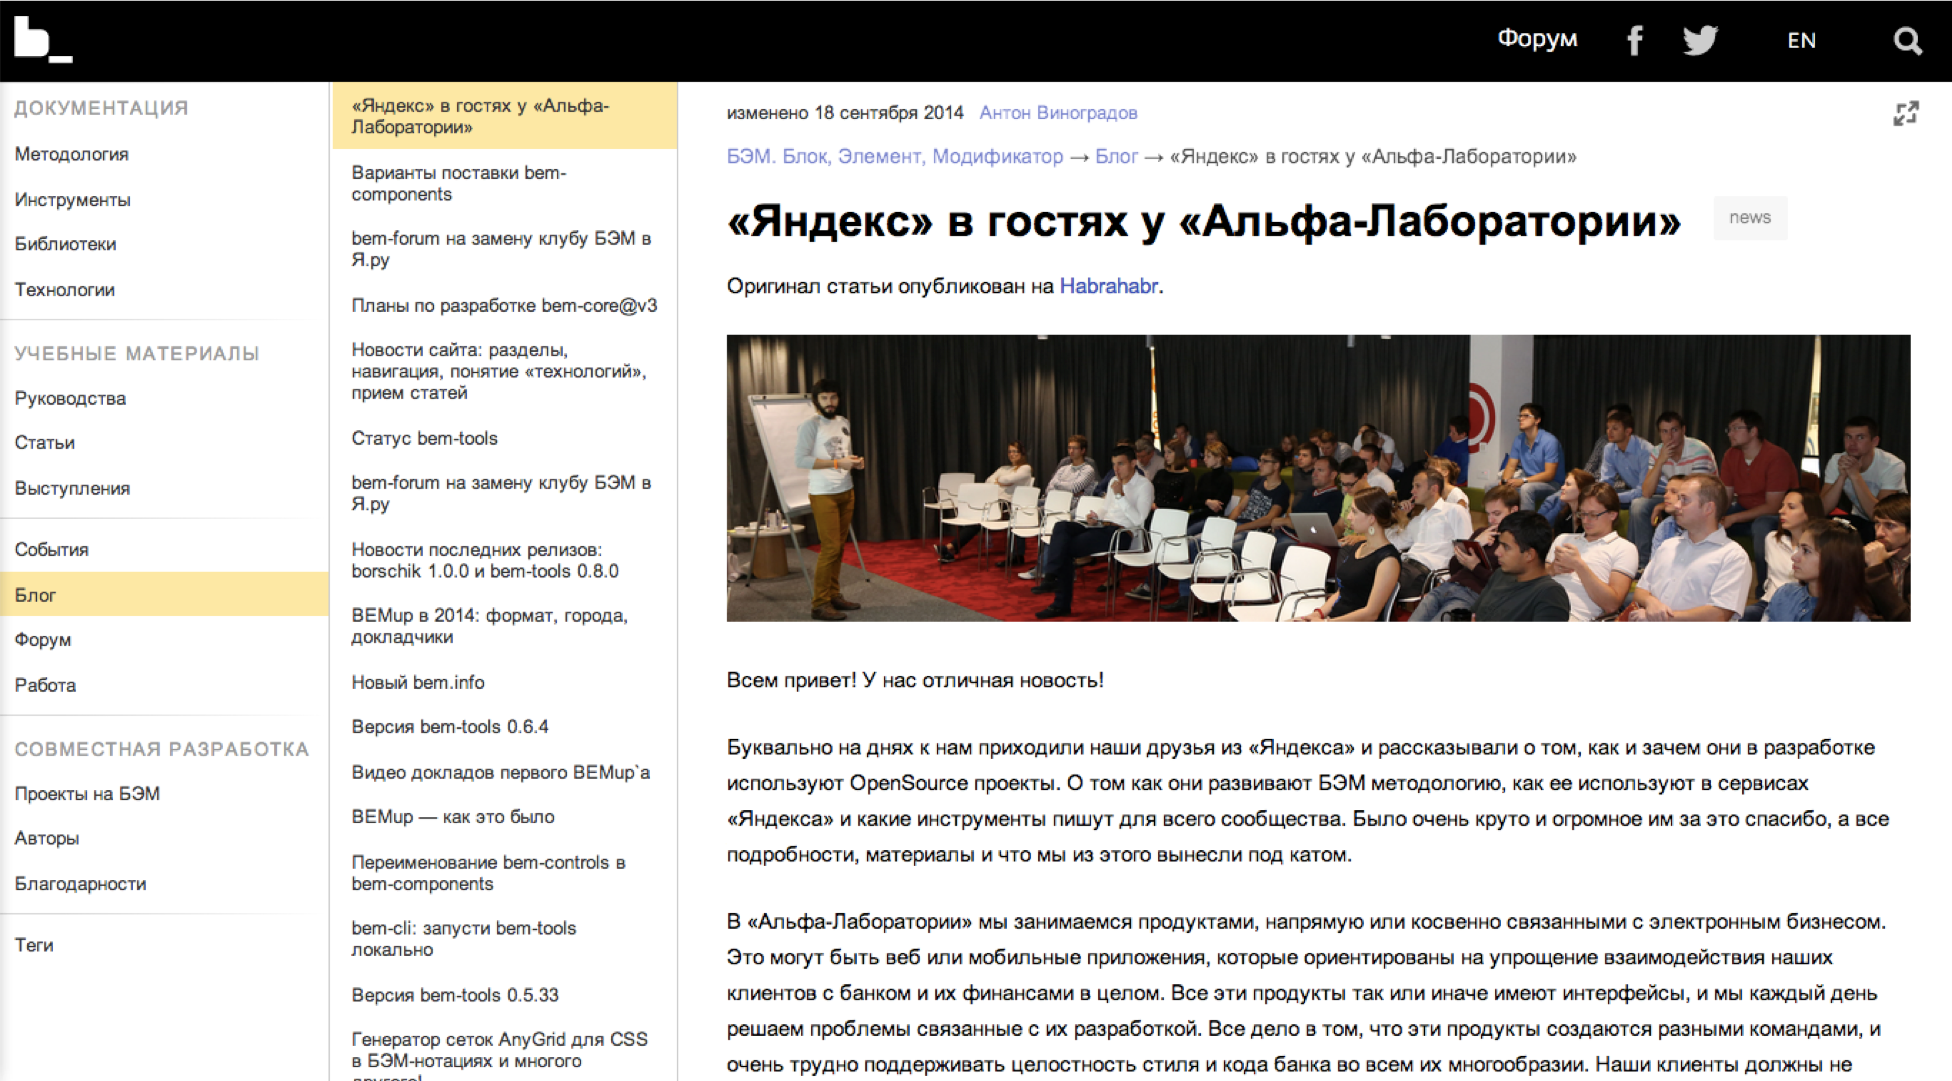 b_
Форум
EN
ДОКУМЕНТАЦИЯ
Методология
Инструменты
Библиотеки
Технологии
УЧЕБНЫЕ МАТЕРИАЛЫ
Руководства
Статьи
Выступления
События
Блог
Форум
Работа
СОВМЕСТНАЯ РАЗРАБОТКА
Проекты на БЭМ
Авторы
Благодарности
Теги
«Яндекс» в гостях у «Альфа-
Лаборатории»
Варианты поставки bem-
components
bem-forum на замену клубу БЭМ в
Я.ру
Планы по разработке bem-core@v3
Новости сайта: разделы,
навигация, понятие «технологий»,
прием статей
Статус bem-tools
bem-forum на замену клубу БЭМ в
Я.ру
Новости последних релизов:
borschik 1.0.0 и bem-tools 0.8.0
BEMup в 2014: формат, города,
докладчики
Новый bem.info
Версия bem-tools 0.6.4
Видео докладов первого BEMup`а
BEMup — как это было
Переименование bem-controls в
bem-components
bem-cli: запусти bem-tools
локально
Версия bem-tools 0.5.33
Генератор сеток AnyGrid для CSS
в БЭМ-нотациях и многого
другого!
изменено 18 сентября 2014 Антон Виноградов
БЭМ. Блок, Элемент, Модификатор → Блог → «Яндекс» в гостях у «Альфа-Лаборатории»
«Яндекс» в гостях у «Альфа-Лаборатории» news
Оригинал статьи опубликован на Habrahabr.
Всем привет! У нас отличная новость!
Буквально на днях к нам приходили наши друзья из «Яндекса» и рассказывали о том, как и зачем они в разработке
используют OpenSource проекты. О том как они развивают БЭМ методологию, как ее используют в сервисах
«Яндекса» и какие инструменты пишут для всего сообщества. Было очень круто и огромное им за это спасибо, а все
подробности, материалы и что мы из этого вынесли под катом.
В «Альфа-Лаборатории» мы занимаемся продуктами, напрямую или косвенно связанными с электронным бизнесом.
Это могут быть веб или мобильные приложения, которые ориентированы на упрощение взаимодействия наших
клиентов с банком и их финансами в целом. Все эти продукты так или иначе имеют интерфейсы, и мы каждый день
решаем проблемы связанные с их разработкой. Все дело в том, что эти продукты создаются разными командами, и
очень трудно поддерживать целостность стиля и кода банка во всем их многообразии. Наши клиенты должны не